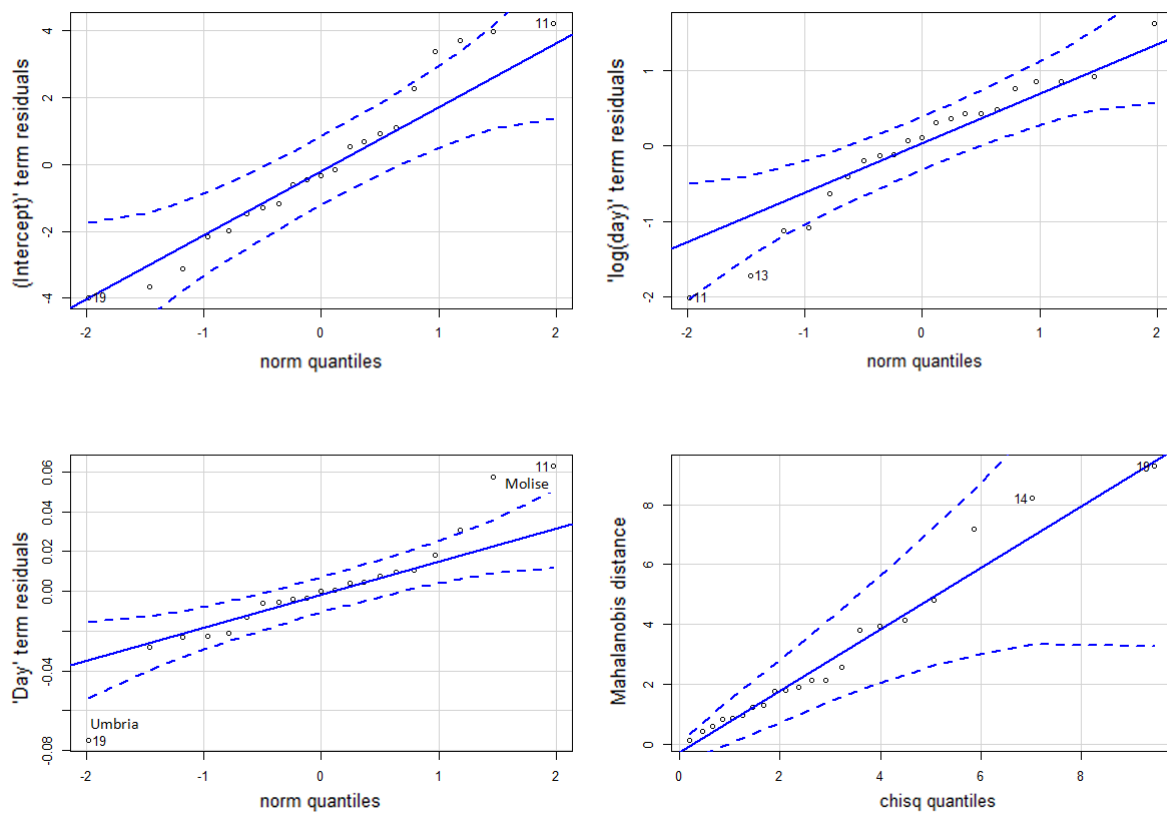 (Intercept)' term residuals
4
2
0
-2
-4
11
19
-2 -1 0 1 2
norm quantiles
'log(day)' term residuals
1
0
-1
-2
13
11
-2 -1 0 1 2
norm quantiles
'Day' term residuals
0.06
0.02
0.00
-0.04
-0.08
11
Molise
Umbria
19
-2 -1 0 1 2
norm quantiles
Mahalanobis distance
8
6
4
2
0
14
0 2 4 6 8
chisq quantiles